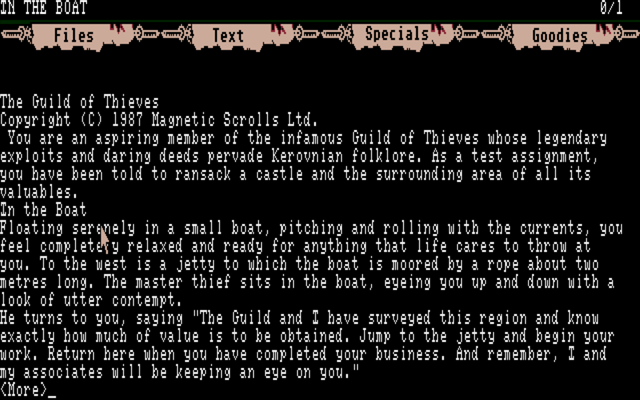 IN THE BOAT 0/1
Files Text Specials Goodies
The Guild of Thieves
Copyright (C) 1987 Magnetic Scrolls Ltd.
You are an aspiring member of the infamous Guild of Thieves whose legendary
exploits and daring deeds pervade Kerovnian folklore. As a test assignment,
you have been told to ransack a castle and the surrounding area of all its
valuables.
In the Boat
Floating serenely in a small boat, pitching and rolling with the currents, you
feel completely relaxed and ready for anything that life cares to throw at
you. To the west is a jetty to which the boat is moored by a rope about two
metres long. The master thief sits in the boat, eyeing you up and down with a
look of utter contempt.
He turns to you, saying "The Guild and I have surveyed this region and know
exactly how much of value is to be obtained. Jump to the jetty and begin your
work. Return here when you have completed your business. And remember, I and
my associates will be keeping an eye on you."
<More>_